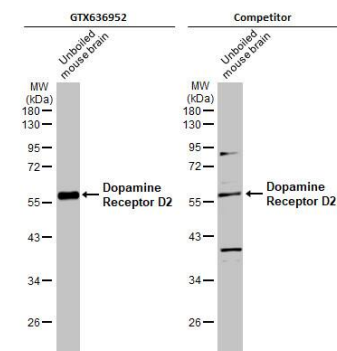 GTX636952
Unboiled
mouse brain
MW
(kDa)
180
130
95
72
55
43
34
26
Dopamine
Receptor D2
Competitor
Unboiled
mouse brain
MW
(kDa)
180
130
95
72
55
43
34
26
Dopamine
Receptor D2